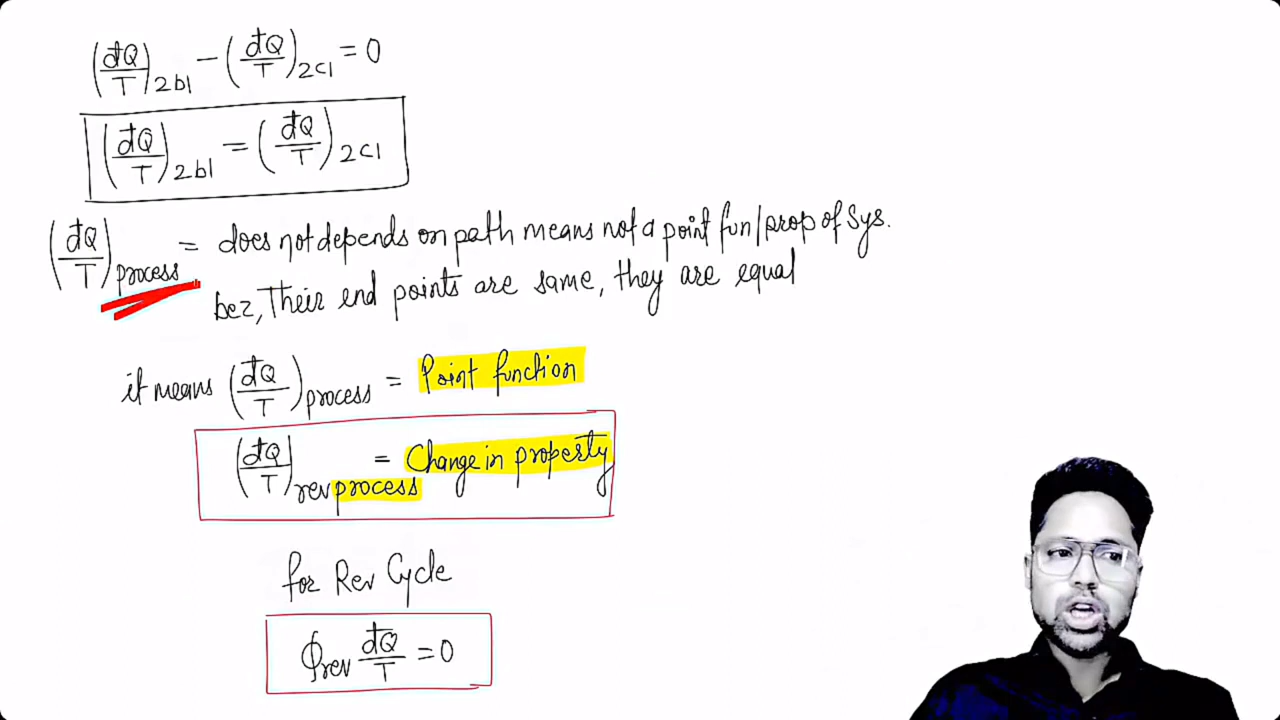 (đQ/T)2b1 − (đQ/T)2c1 = 0
(đQ/T)2b1 = (đQ/T)2c1
(đQ/T)process = does not depends on path means not a point fun/prop of Sys.
bcz, Their end points are same, they are equal
it means (đQ/T)process = Point function
(đQ/T)rev process = Change in property
for Rev Cycle
∮rev đQ/T = 0